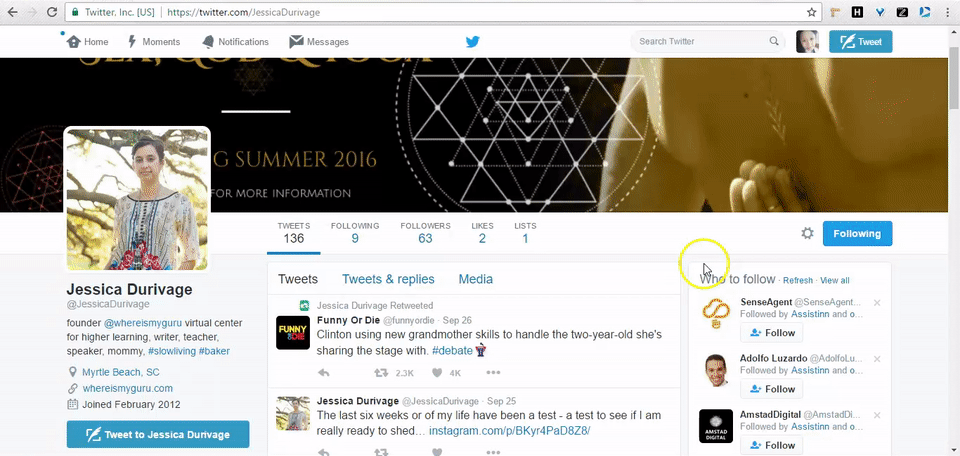 Twitter, Inc. [US] https://twitter.com/JessicaDurivage
Home Moments Notifications Messages Search Twitter Tweet
SUMMER 2016
FOR MORE INFORMATION
TWEETS FOLLOWING FOLLOWERS LIKES LISTS
136 9 63 2 1
Following
Jessica Durivage
@JessicaDurivage
founder @whereismyguru virtual center
for higher learning, writer, teacher,
speaker, mommy, #slowliving #baker
Myrtle Beach, SC
whereismyguru.com
Joined February 2012
Tweet to Jessica Durivage
Tweets Tweets & replies Media
Jessica Durivage Retweeted
FUNNY OR DIE
Funny Or Die @funnyordie · Sep 26
Clinton using new grandmother skills to handle the two-year-old she's
sharing the stage with. #debate
2.3K 4K
Jessica Durivage @JessicaDurivage · Sep 25
The last six weeks or of my life have been a test - a test to see if I am
really ready to shed… instagram.com/p/BKyr4PaD8Z8/
Who to follow · Refresh · View all
SenseAgent @SenseAgent...
Followed by Assistinn and o...
Follow
Adolfo Luzardo @AdolfoLu...
Followed by Assistinn and o...
Follow
AMSTAD
DIGITAL
AmstadDigital @AmstadDi...
Followed by Assistinn and o...
Follow